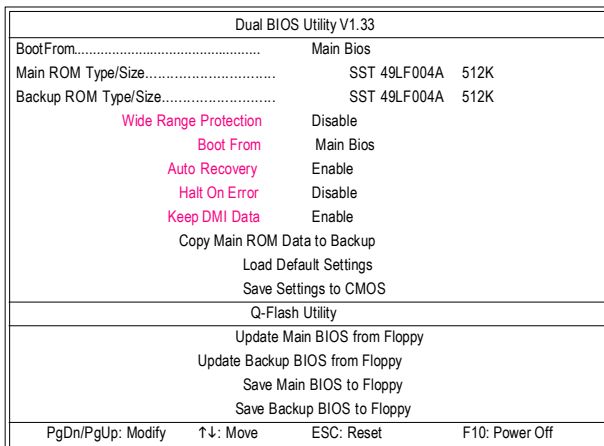 Dual BIOS Utility V1.33
BootFrom................................................ Main Bios
Main ROM Type/Size............................... SST 49LF004A 512K
Backup ROM Type/Size........................... SST 49LF004A 512K
Wide Range Protection Disable
Boot From Main Bios
Auto Recovery Enable
Halt On Error Disable
Keep DMI Data Enable
Copy Main ROM Data to Backup
Load Default Settings
Save Settings to CMOS
Q-Flash Utility
Update Main BIOS from Floppy
Update Backup BIOS from Floppy
Save Main BIOS to Floppy
Save Backup BIOS to Floppy
PgDn/PgUp: Modify ↑↓: Move ESC: Reset F10: Power Off